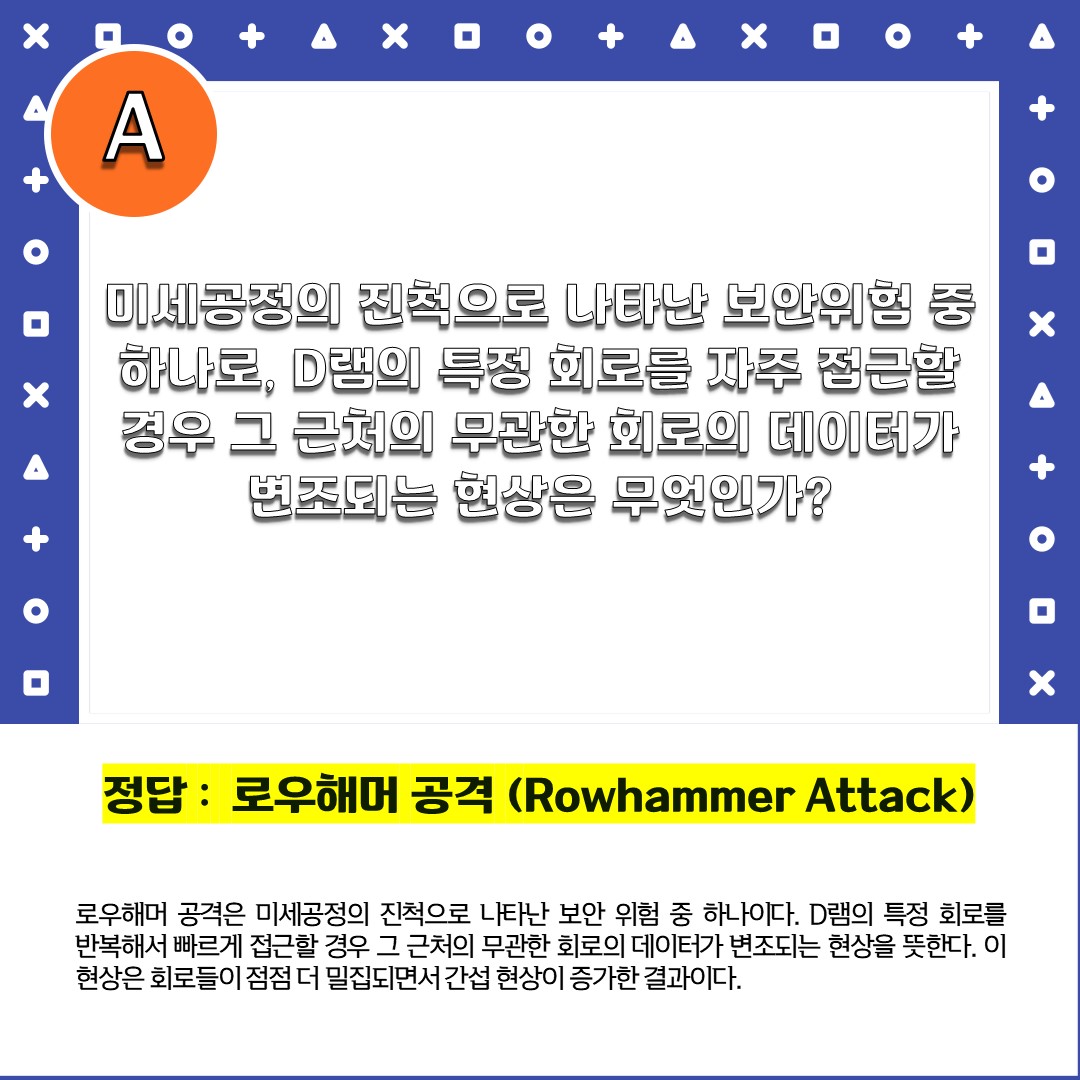 A
미세공정의 진척으로 나타난 보안위험 중
하나로, D램의 특정 회로를 자주 접근할
경우 그 근처의 무관한 회로의 데이터가
변조되는 현상은 무엇인가?
정답 : 로우해머 공격 (Rowhammer Attack)
로우해머 공격은 미세공정의 진척으로 나타난 보안 위험 중 하나이다. D램의 특정 회로를
반복해서 빠르게 접근할 경우 그 근처의 무관한 회로의 데이터가 변조되는 현상을 뜻한다. 이
현상은 회로들이 점점 더 밀집되면서 간섭 현상이 증가한 결과이다.